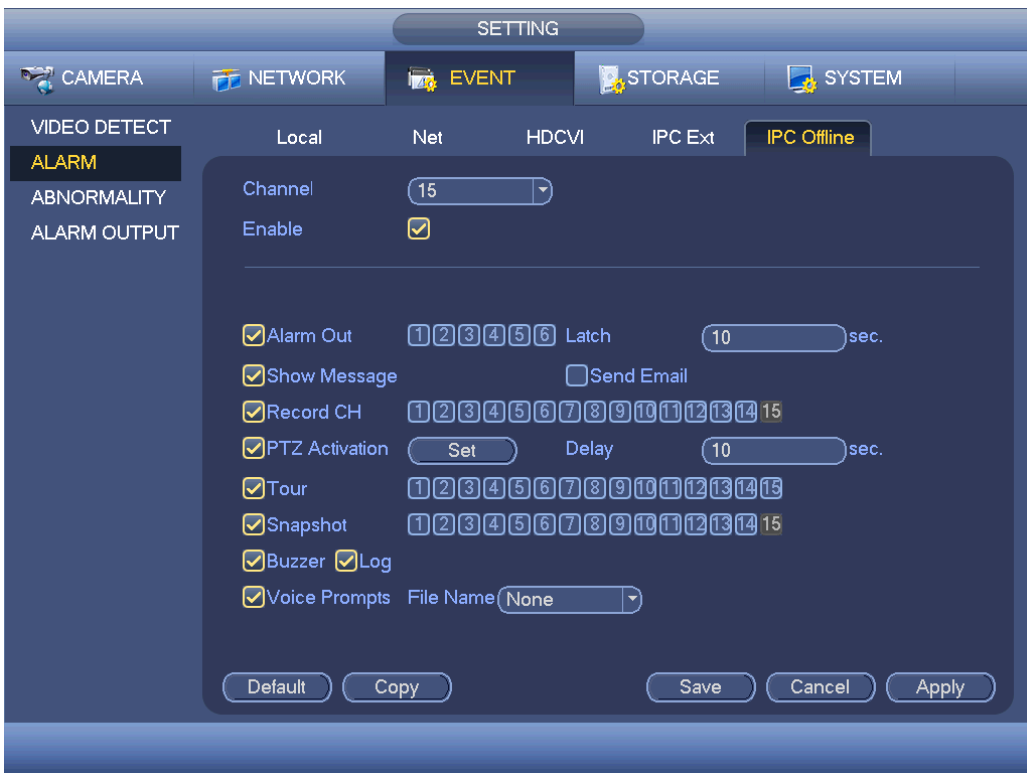 SETTING
CAMERA NETWORK EVENT STORAGE SYSTEM
VIDEO DETECT
ALARM
ABNORMALITY
ALARM OUTPUT
Local Net HDCVI IPC Ext IPC Offline
Channel 15
Enable
Alarm Out 1 2 3 4 5 6 Latch 10 sec.
Show Message Send Email
Record CH 1 2 3 4 5 6 7 8 9 10 11 12 13 14 15
PTZ Activation Set Delay 10 sec.
Tour 1 2 3 4 5 6 7 8 9 10 11 12 13 14 15
Snapshot 1 2 3 4 5 6 7 8 9 10 11 12 13 14 15
Buzzer Log
Voice Prompts File Name None
Default Copy Save Cancel Apply